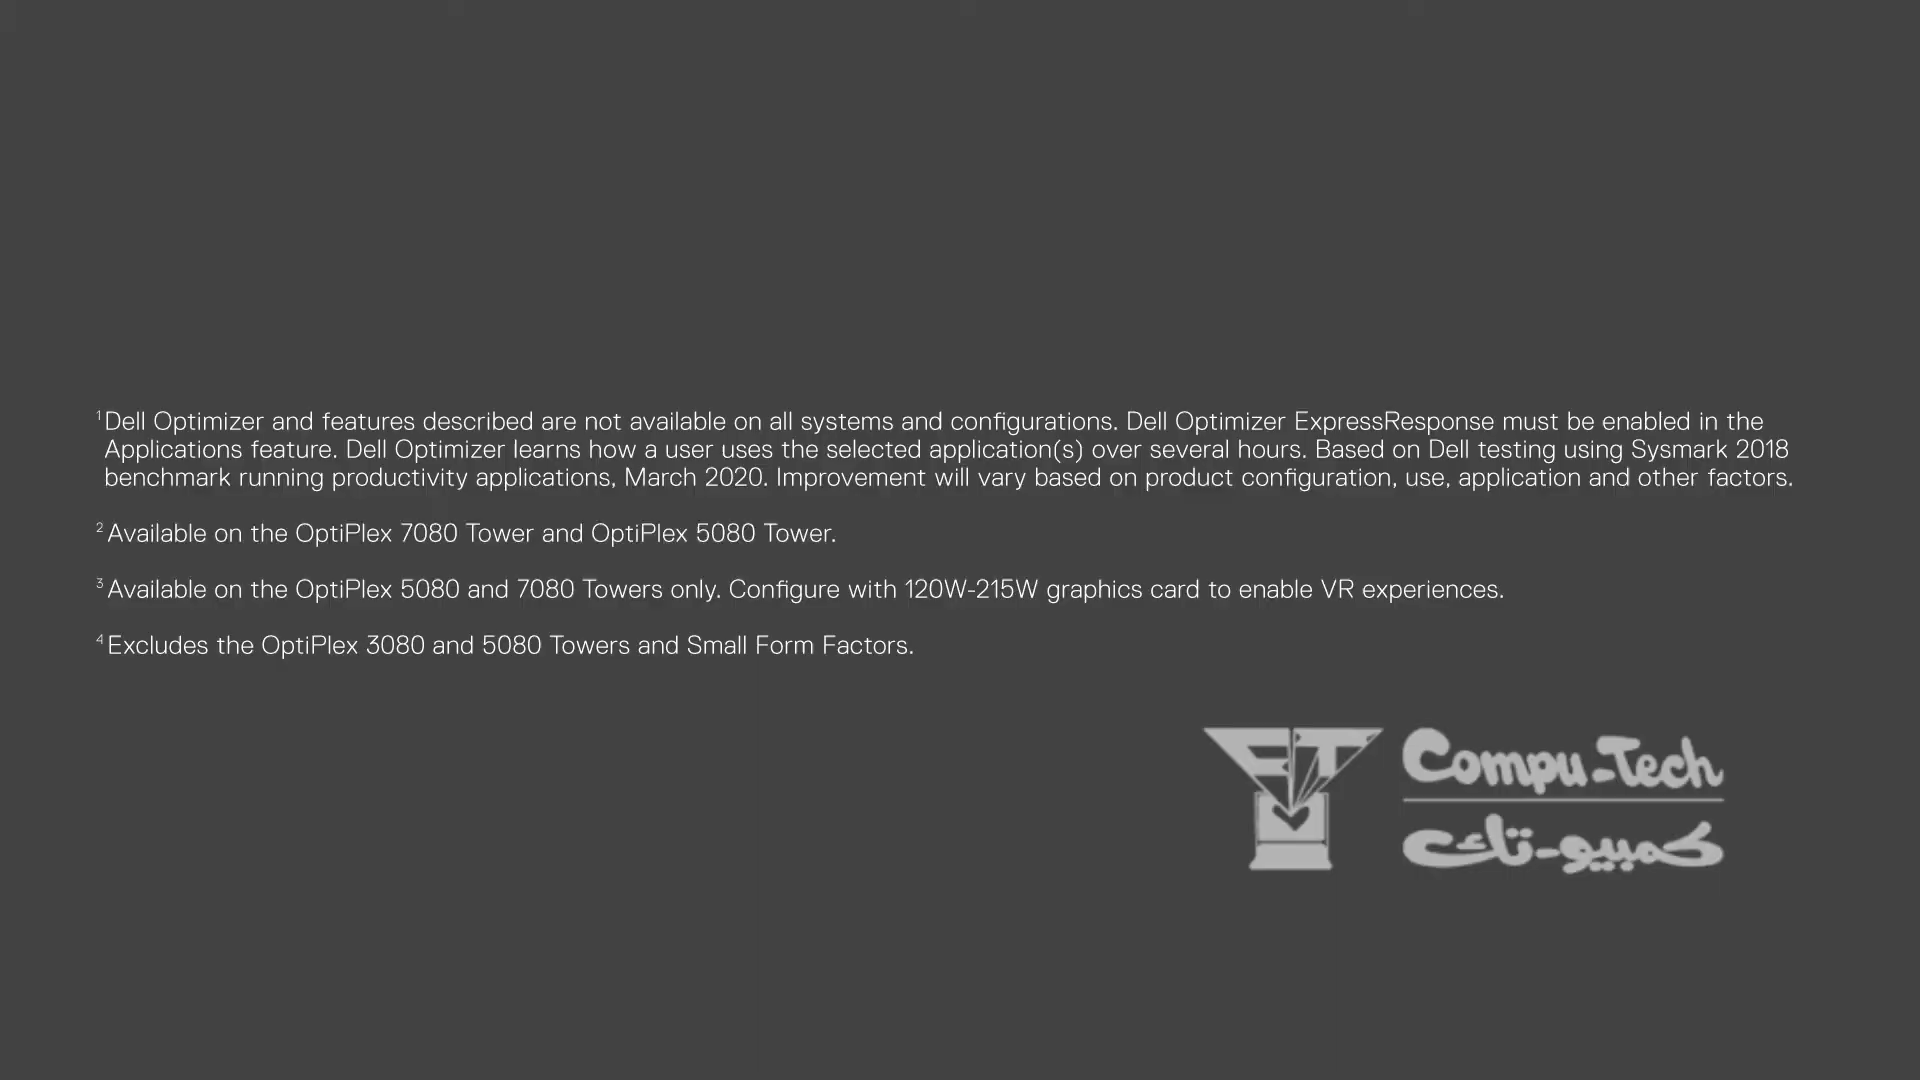 ¹Dell Optimizer and features described are not available on all systems and configurations. Dell Optimizer ExpressResponse must be enabled in the
Applications feature. Dell Optimizer learns how a user uses the selected application(s) over several hours. Based on Dell testing using Sysmark 2018
benchmark running productivity applications, March 2020. Improvement will vary based on product configuration, use, application and other factors.
²Available on the OptiPlex 7080 Tower and OptiPlex 5080 Tower.
³Available on the OptiPlex 5080 and 7080 Towers only. Configure with 120W-215W graphics card to enable VR experiences.
⁴Excludes the OptiPlex 3080 and 5080 Towers and Small Form Factors.
CT
Compu-Tech
كمبيو-تك